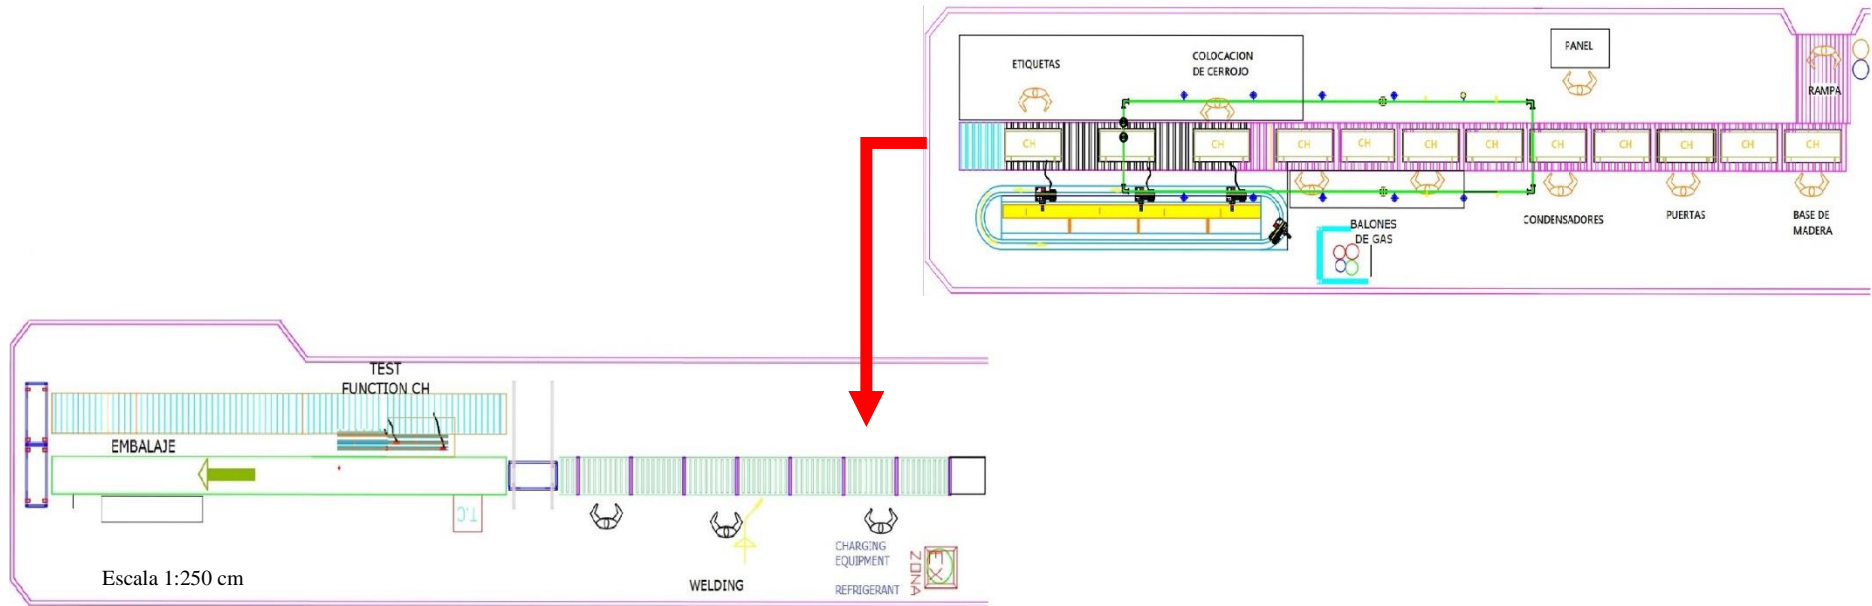 PANEL
ETIQUETAS
COLOCACION
DE CERROJO
RAMPA
CH
CH
CH
CH
CH
CH
CH
CH
CH
CH
CH
CONDENSADORES
PUERTAS
BASE DE
MADERA
BALONES
DE GAS
TEST
FUNCTION CH
EMBALAJE
T.C
CHARGING
EQUIPMENT
REFRIGERANT
ZONA
EX
WELDING
Escala 1:250 cm